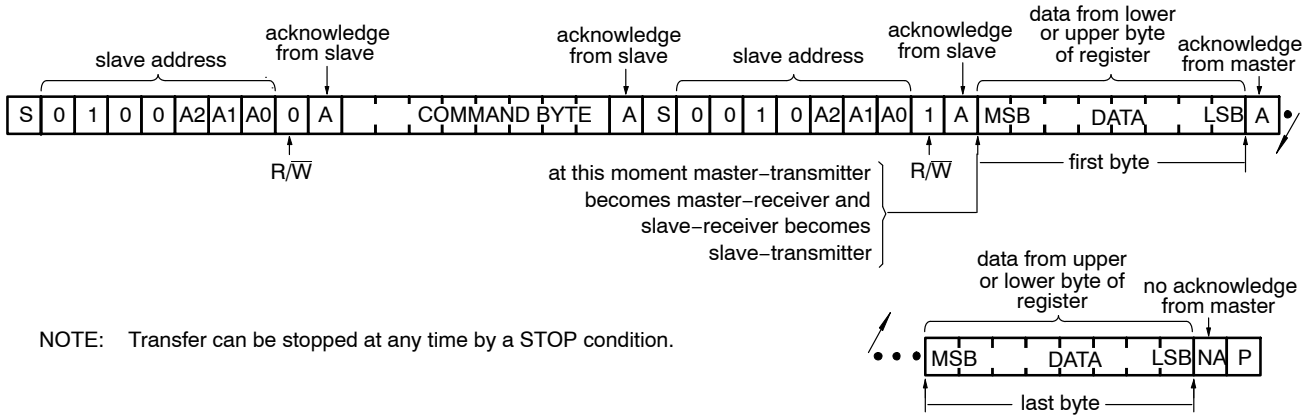 slave address
acknowledge
from slave
acknowledge
from slave
slave address
acknowledge
from slave
data from lower
or upper byte
of register
acknowledge
from master
S 0 1 0 0 A2 A1 A0 0 A COMMAND BYTE A S 0 0 1 0 A2 A1 A0 1 A MSB DATA LSB A
R/W̅
R/W̅
first byte
at this moment master−transmitter
becomes master−receiver and
slave−receiver becomes
slave−transmitter
data from upper
or lower byte of
register
no acknowledge
from master
NOTE: Transfer can be stopped at any time by a STOP condition.
MSB DATA LSB NA P
last byte